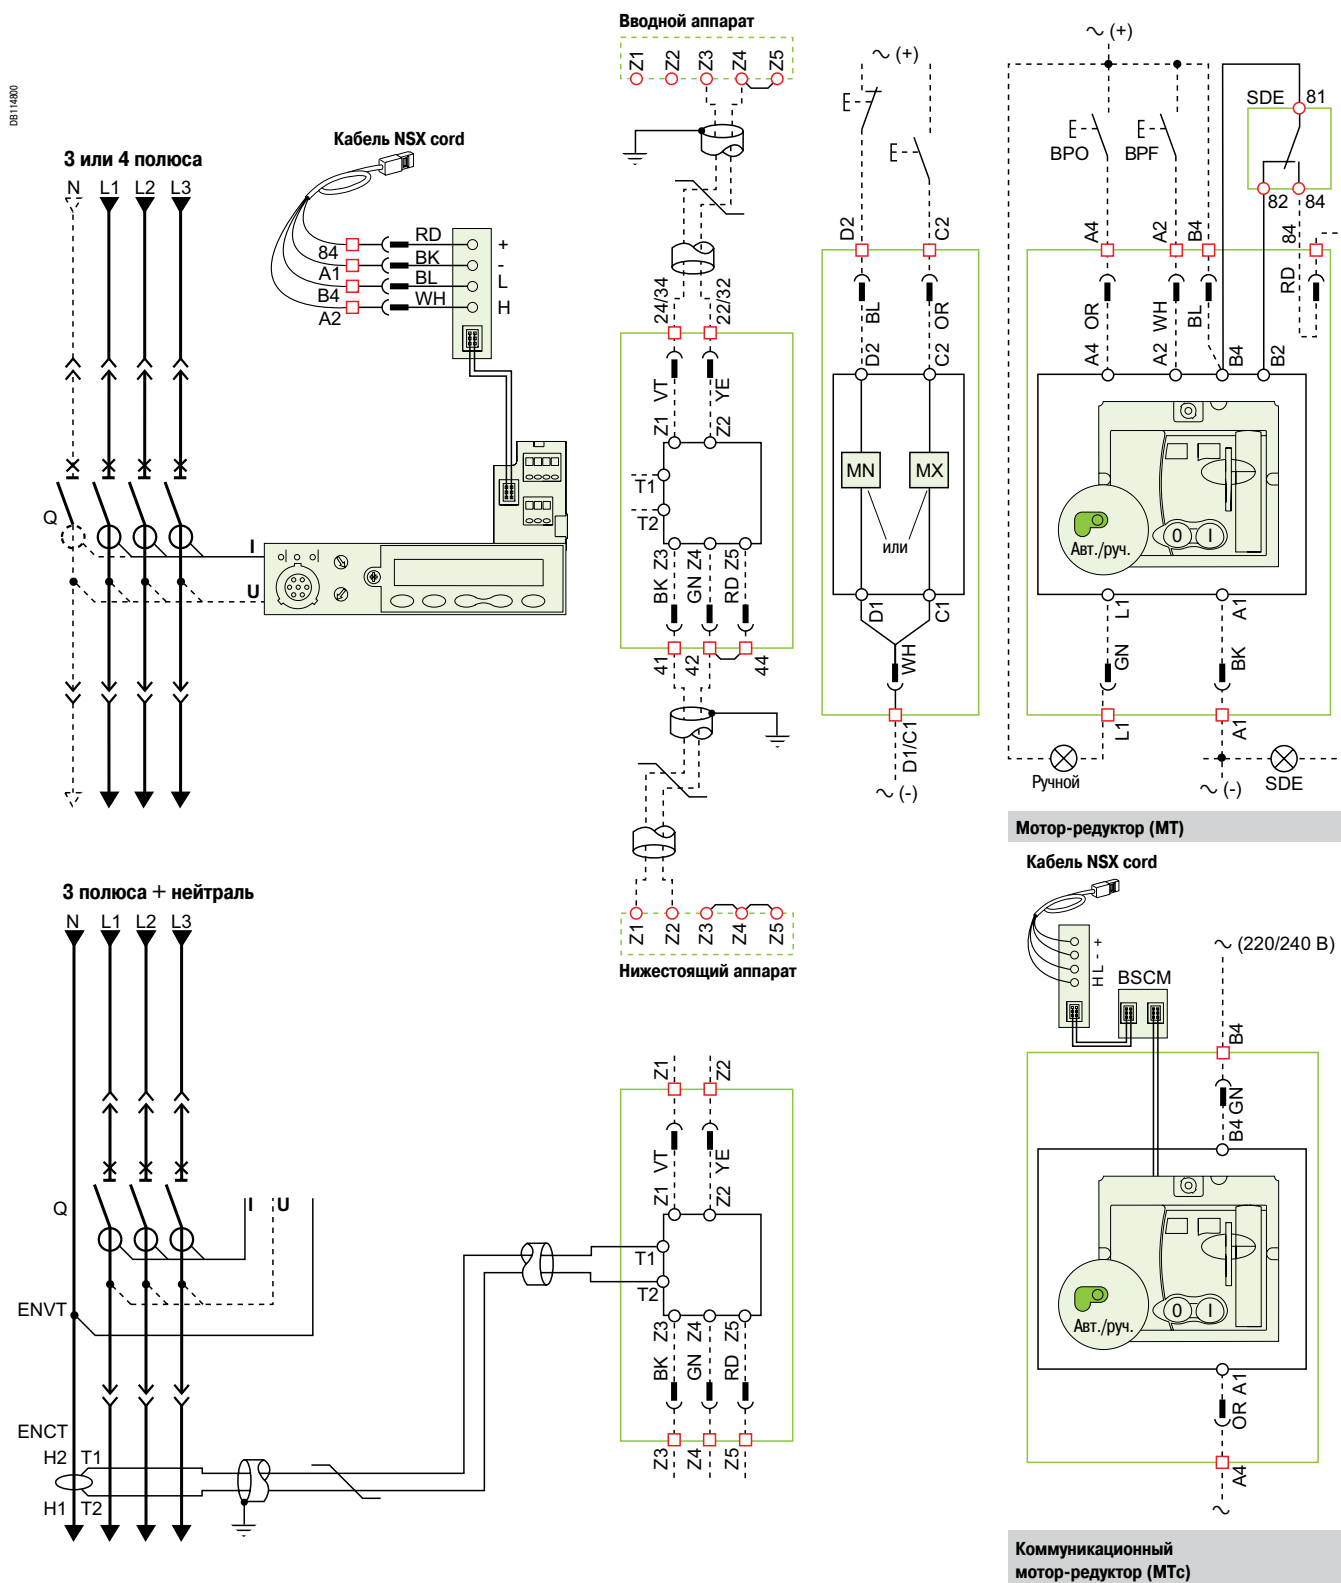 DB114800
3 или 4 полюса
N L1 L2 L3
Кабель NSX cord
RD +
84 BK -
A1 BL L
B4 WH H
A2
Q
I
U
Вводной аппарат
Z1 Z2 Z3 Z4 Z5
24/34 22/32
VT YE
Z1 Z2
T1
T2
Z3 Z4 Z5
BK GN RD
41 42 44
Z1 Z2 Z3 Z4 Z5
Нижестоящий аппарат
~ (+)
E E
D2 C2
BL OR
D2 C2
MN MX
или
D1 C1
WH
D1/C1
~ (-)
~ (+)
SDE 81
E E
BPO BPF
82 84
A4 A2 B4 84
OR WH BL RD
A4 A2 B4 B2
0 I
Авт./руч.
L1 A1
GN BK
L1 A1
Ручной ~ (-) SDE
Мотор-редуктор (MT)
3 полюса + нейтраль
N L1 L2 L3
Q
I U
ENVT
ENCT
H2 T1
H1 T2
Z1 Z2
VT YE
Z1 Z2
T1
T2
Z3 Z4 Z5
BK GN RD
Z3 Z4 Z5
Кабель NSX cord
H L - +
BSCM
~ (220/240 В)
B4
GN
B4
0 I
Авт./руч.
A1
OR
A4
~
Коммуникационный
мотор-редуктор (MTc)